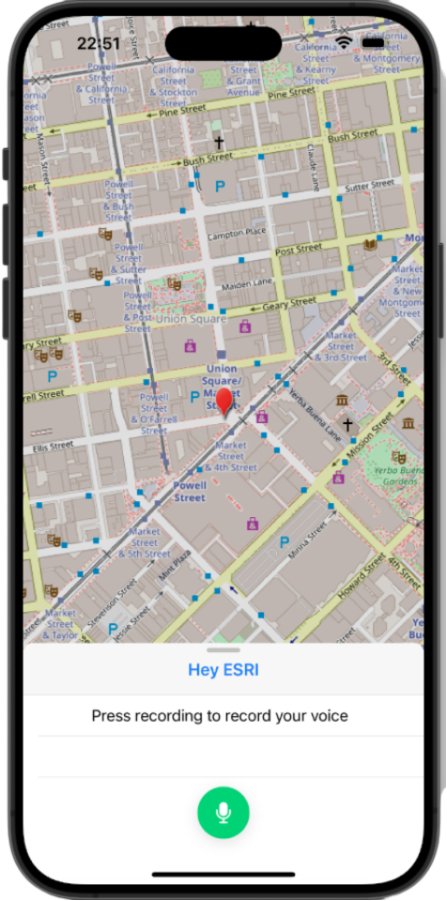 22:51
Powell
Street
& California
Street
California
Street
& Stockton
Street
Street
& Grant
Avenue
California
Street
& Kearny
Street
California
& Montgomery
Street
Pine Street
Pine Street
Mason Street
Bush Street
Bush Street
Claude Lane
Powell
Street
& Bush
Street
P
Sutter Street
Campton Place
Powell
Street
& Sutter
Street
Post Street
Maiden Lane
Market
Street
& New
Montgomery
Powell
Street
& Post
Street
Union Square
Geary Street
Market
Street
& 3rd Street
3rd Street
P
Union
Square/
Market
P
Powell
Street
& O'Farrell
Street
Yerba Buena Lane
Ellis Street
Market
Street
& 4th Street
Mission Street
Yerba Buena
Gardens
Powell
Street
Market
Street
& 5th Street
Mint Plaza
P
Minna Street
Stevenson Street
Jessie Street
Howard Street
4th Street
Market
Street
& Taylor
P
Hey ESRI
Press recording to record your voice